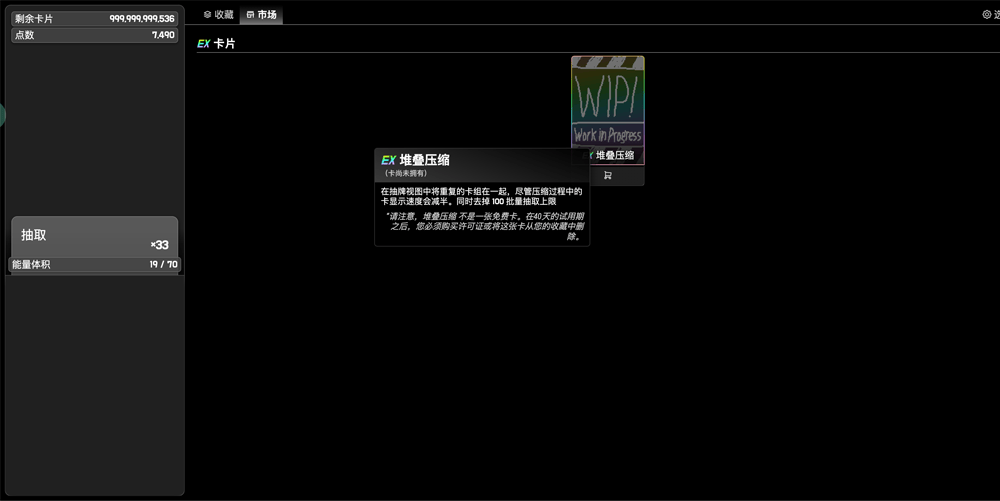 剩余卡片 999,999,999,536
点数 7,490
收藏 市场
EX 卡片
WIP!
Work in Progress
堆叠压缩
EX 堆叠压缩
(卡尚未拥有)
在抽牌视图中将重复的卡组在一起，尽管压缩过程中的
卡显示速度会减半。同时去掉 100 批量抽取上限
"请注意，堆叠压缩 不是一张免费卡。在40天的试用期
之后，您必须购买许可证或将这张卡从您的收藏中删
除。
抽取
×33
能量体积 19 / 70